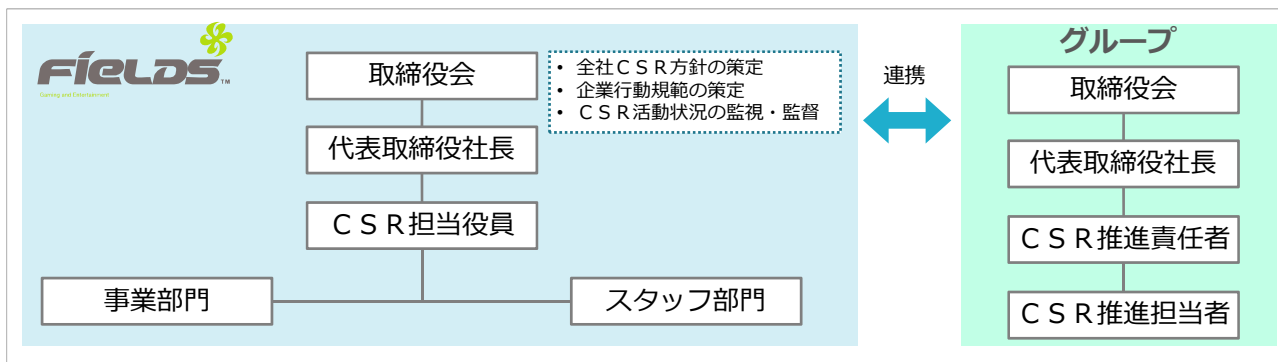 FIELDS™
Gaming and Entertainment
取締役会
• 全社ＣＳＲ方針の策定
• 企業行動規範の策定
• ＣＳＲ活動状況の監視・監督
代表取締役社長
ＣＳＲ担当役員
事業部門
スタッフ部門
連携
グループ
取締役会
代表取締役社長
ＣＳＲ推進責任者
ＣＳＲ推進担当者